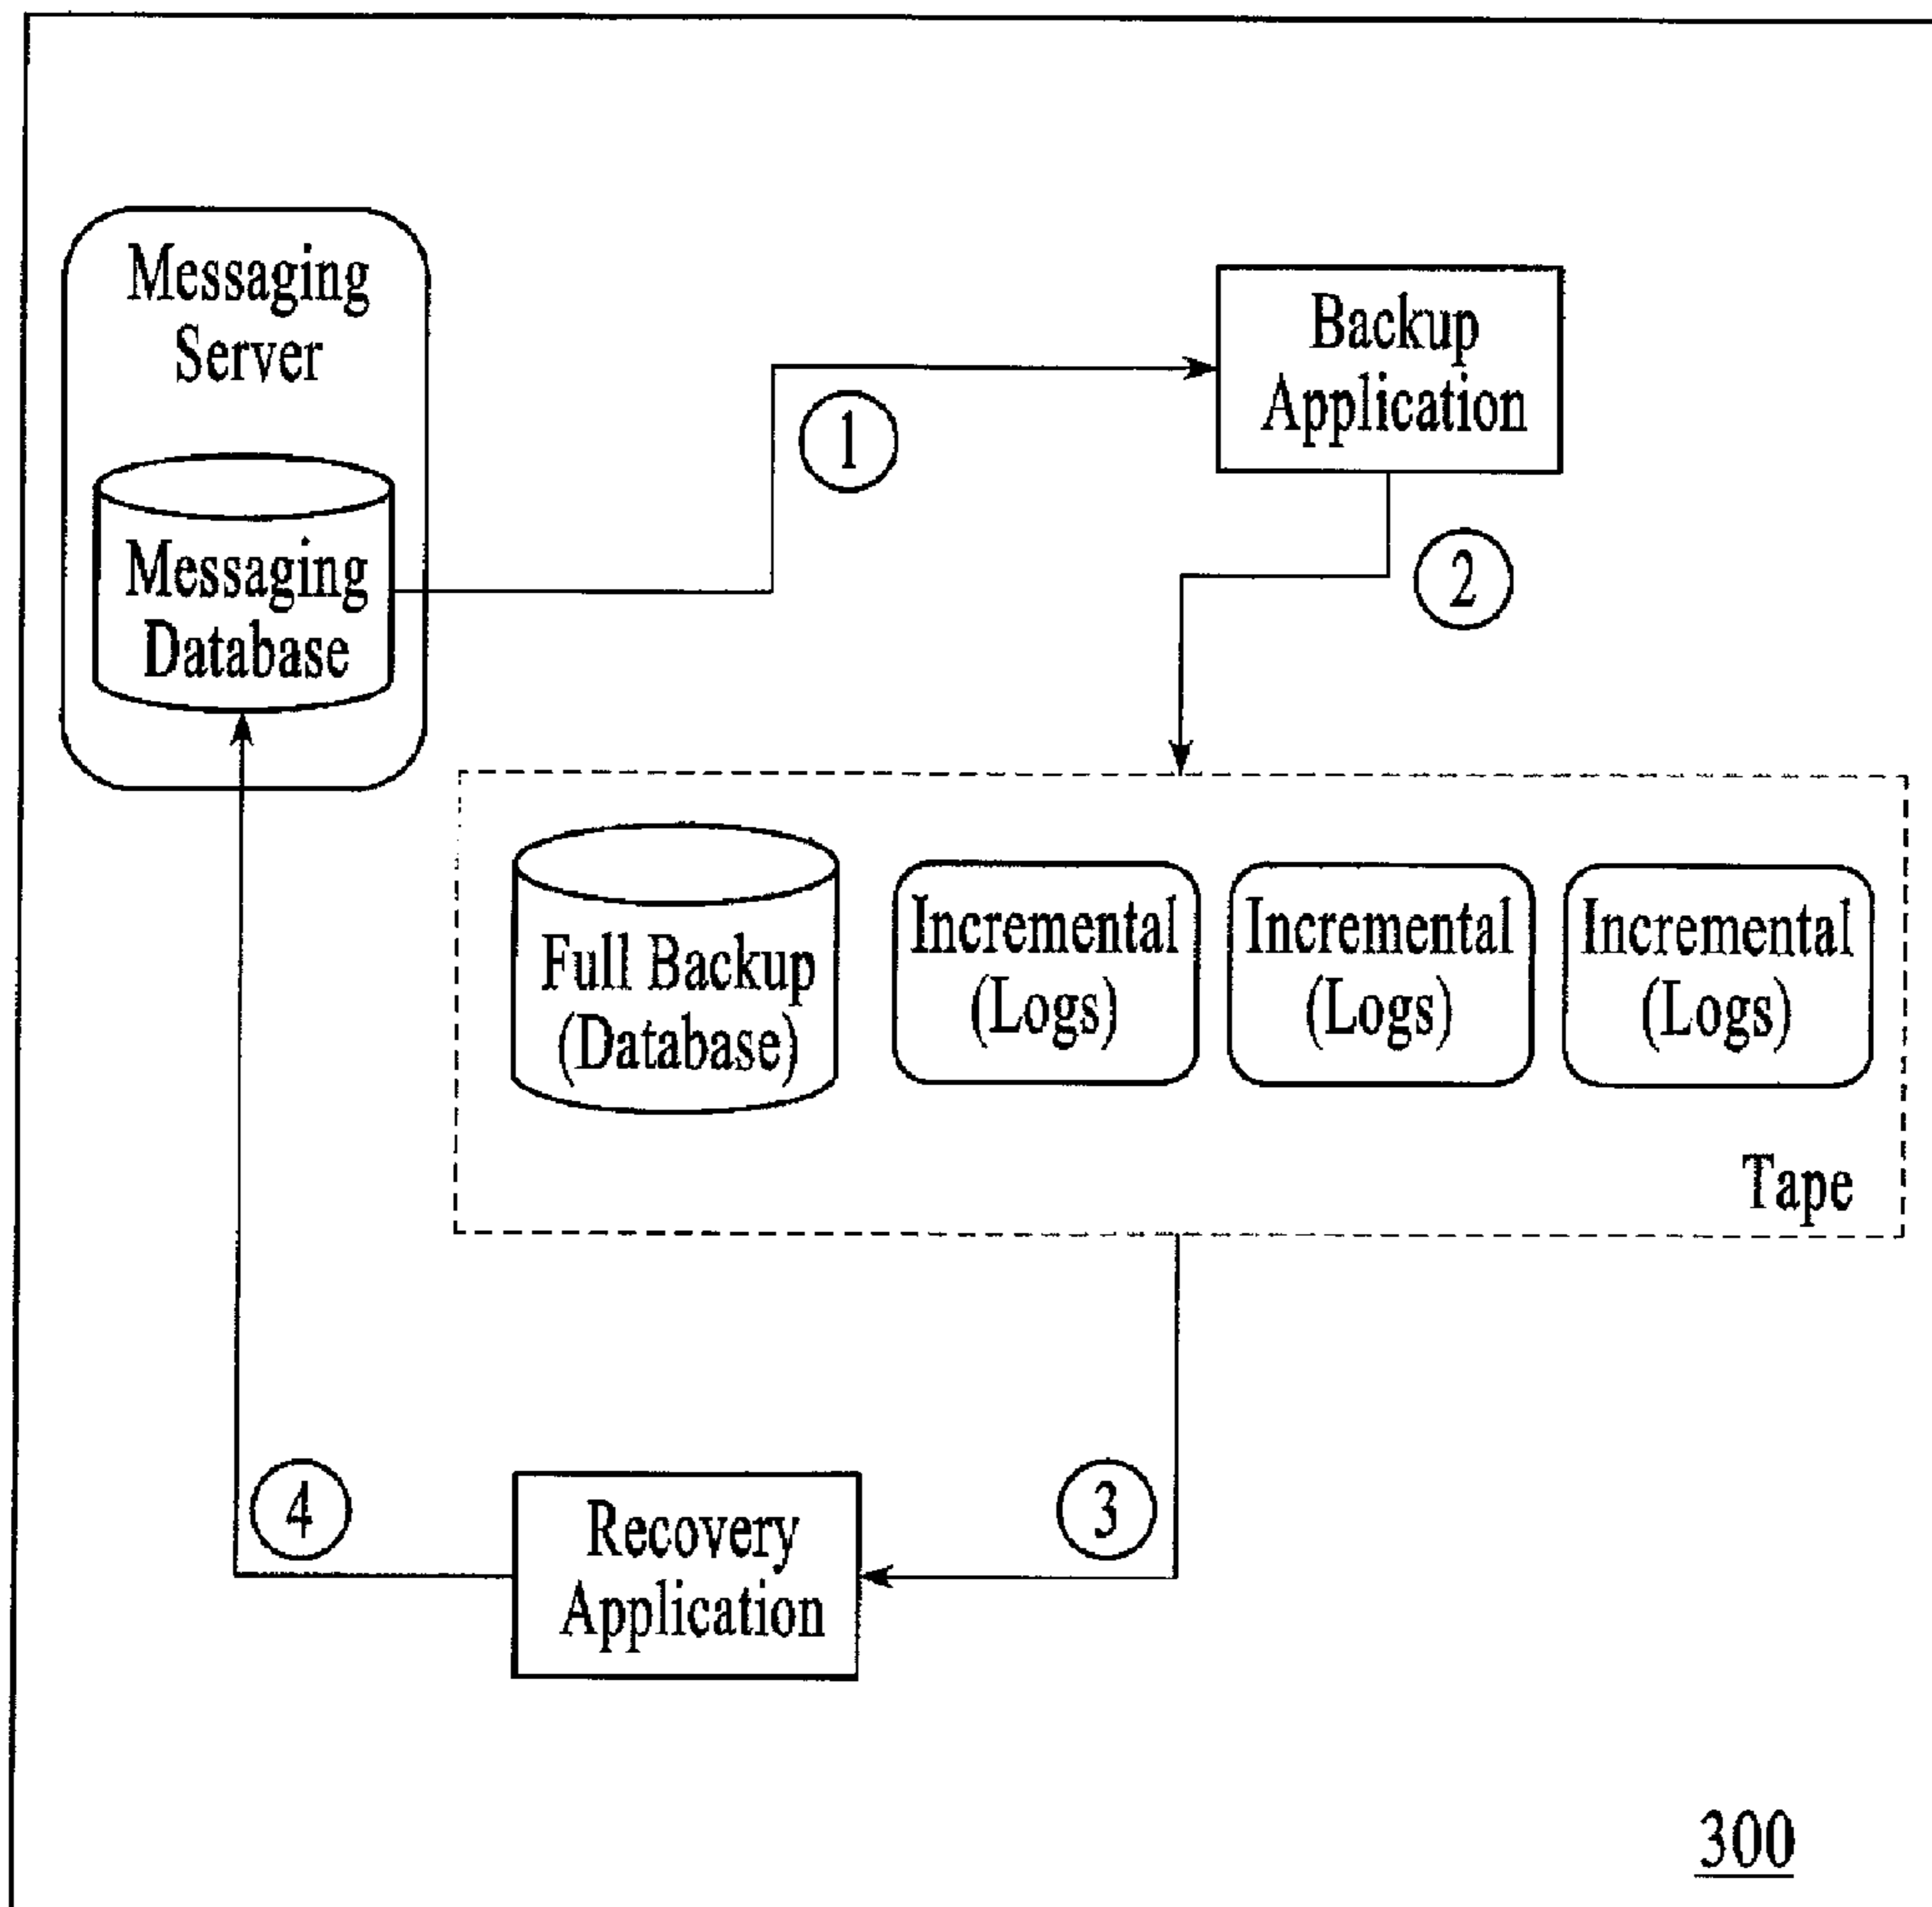 Messaging
Server
Messaging
Database
1
Backup
Application
2
Full Backup
(Database)
Incremental
(Logs)
Incremental
(Logs)
Incremental
(Logs)
Tape
3
Recovery
Application
4
300